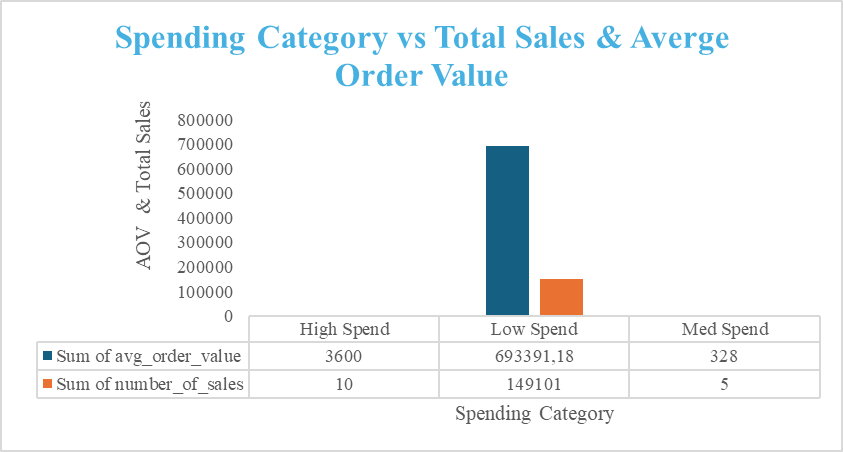 Spending Category vs Total Sales & Averge
Order Value
AOV & Total Sales
800000
700000
600000
500000
400000
300000
200000
100000
0
High Spend Low Spend Med Spend
Sum of avg_order_value 3600 693391,18 328
Sum of number_of_sales 10 149101 5
Spending Category